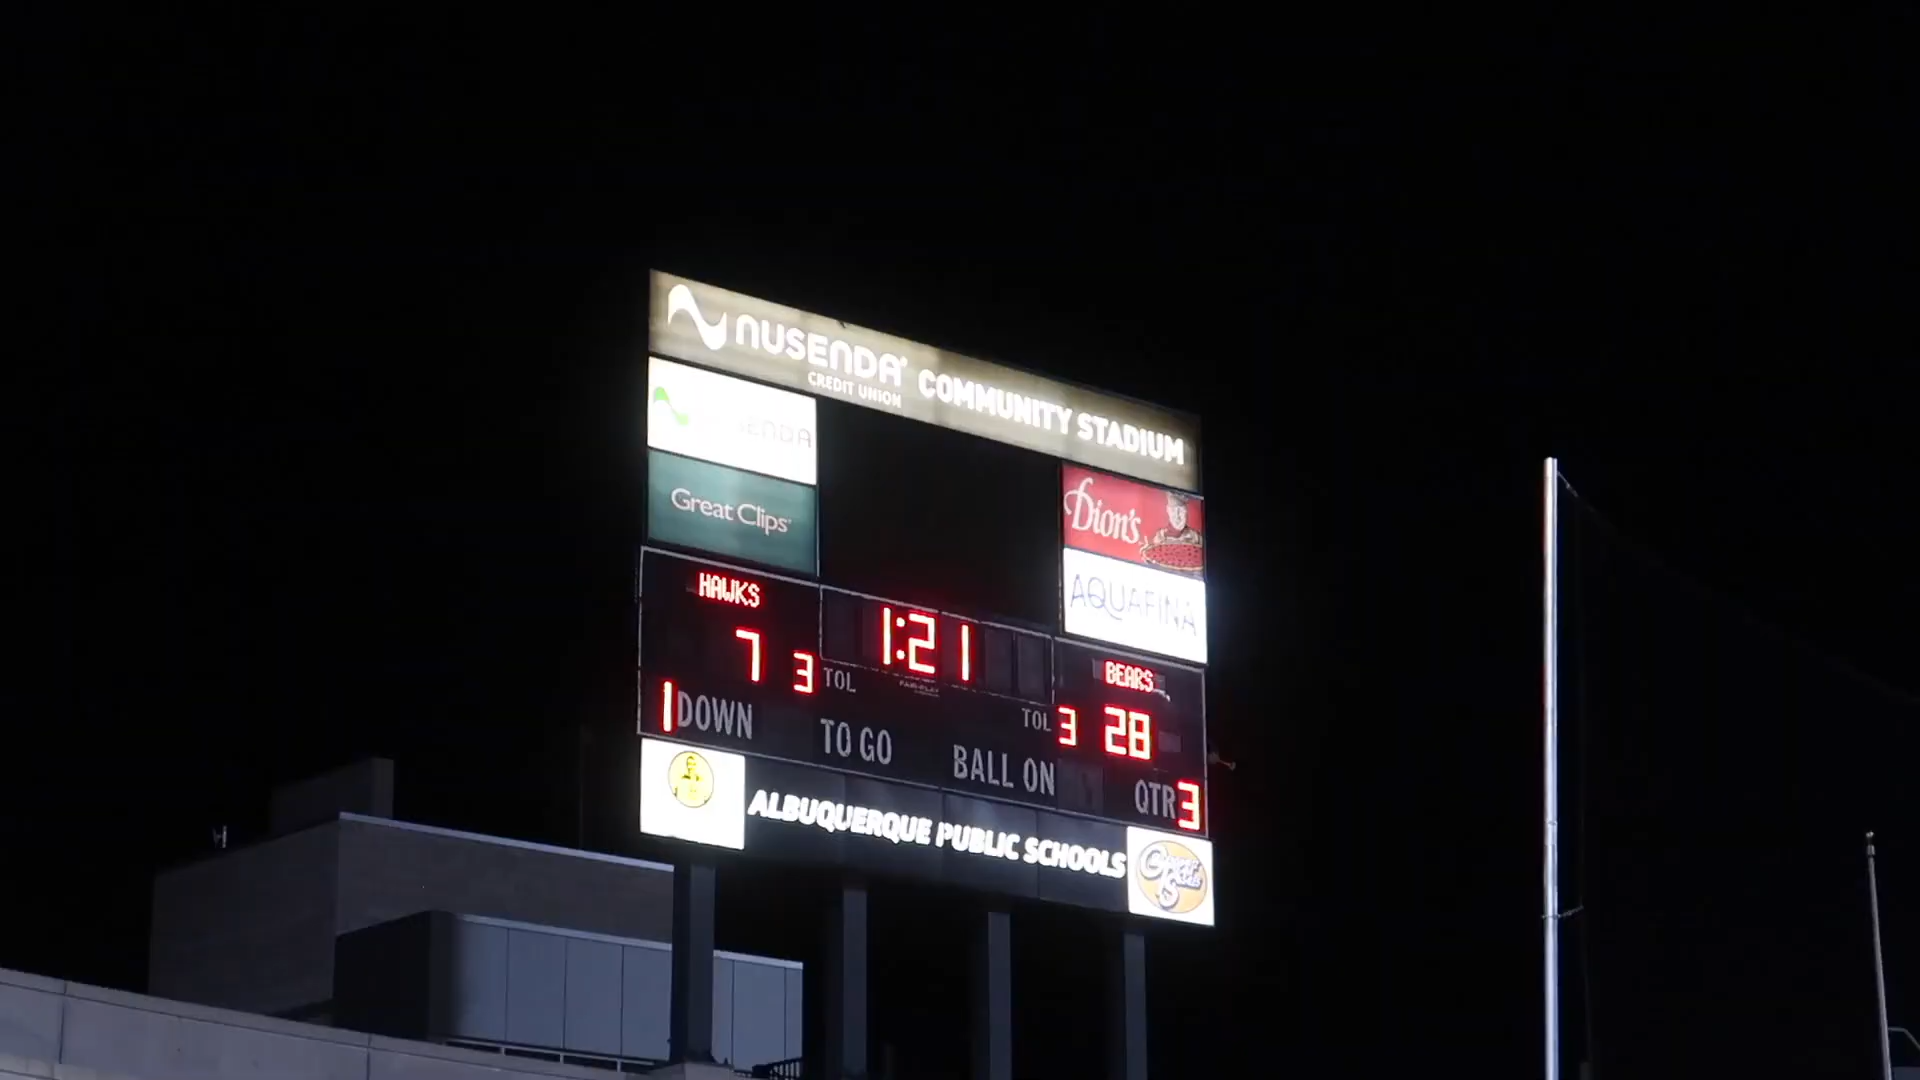 NUSENDA
CREDIT UNION
COMMUNITY STADIUM
NUSENDA
Great Clips
Dion's
AQUAFINA
HAWKS
1:21
7
3
TOL
BEARS
TOL
3
28
1 DOWN
TO GO
BALL ON
QTR 3
ALBUQUERQUE PUBLIC SCHOOLS